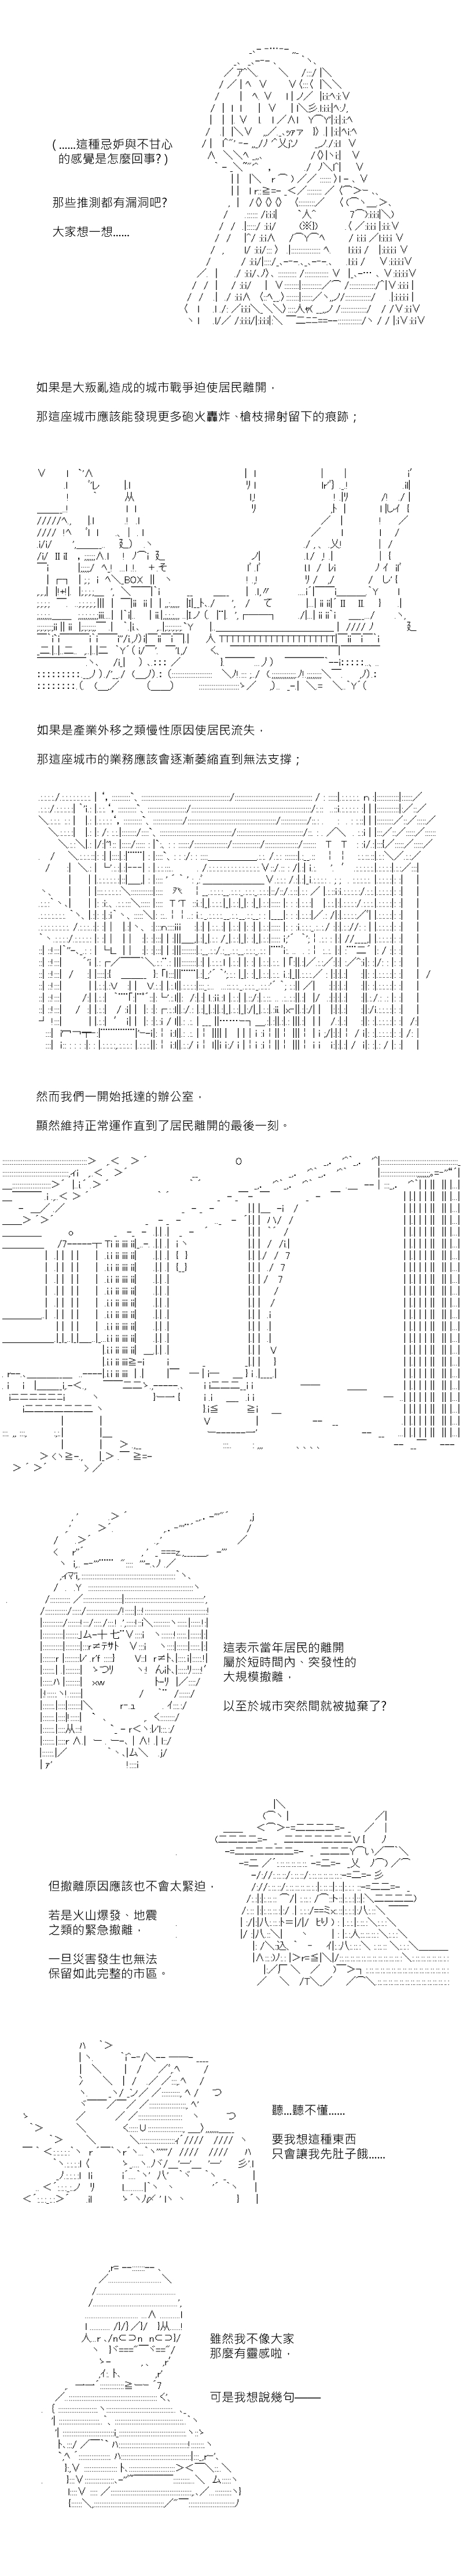 (......這種忌妒與不甘心
的感覺是怎麼回事?)
那些推測都有漏洞吧?
大家想一想......
如果是大叛亂造成的城市戰爭迫使居民離開，
那這座城市應該能發現更多砲火轟炸、槍枝掃射留下的痕跡；
如果是產業外移之類慢性原因使居民流失，
那這座城市的業務應該會逐漸萎縮直到無法支撐；
然而我們一開始抵達的辦公室，
顯然維持正常運作直到了居民離開的最後一刻。
這表示當年居民的離開
屬於短時間內、突發性的
大規模撤離，
以至於城市突然間就被拋棄了?
但撤離原因應該也不會太緊迫，
若是火山爆發、地震
之類的緊急撤離，
一旦災害發生也無法
保留如此完整的市區。
聽...聽不懂......
要我想這種東西
只會讓我先肚子餓......
雖然我不像大家
那麼有靈感啦，
可是我想說幾句——